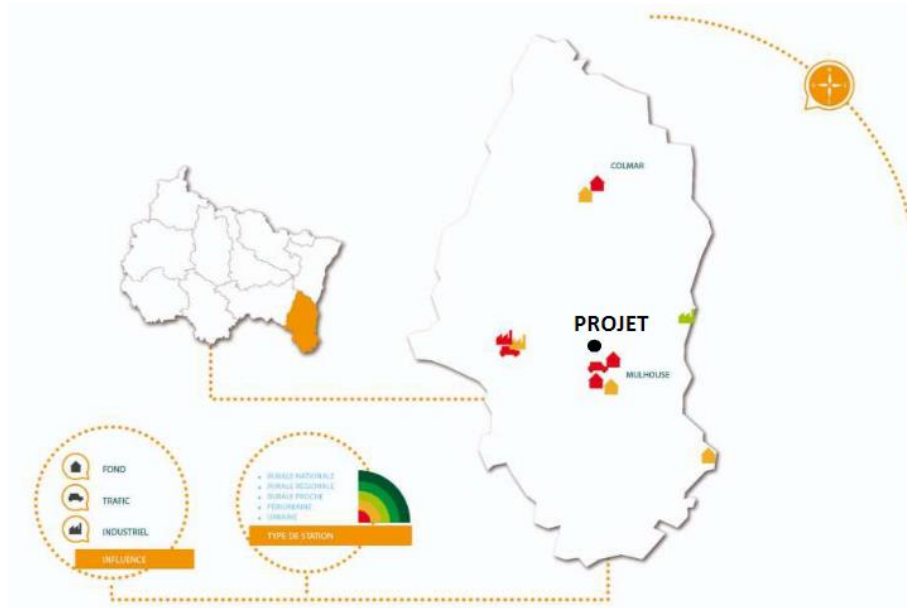 COLMAR
PROJET
MULHOUSE
FOND
TRAFIC
INDUSTRIEL
INFLUENCE
RURALE NATIONALE
RURALE RÉGIONALE
RURALE PROCHE
PÉRIURBAINE
URBAINE
TYPE DE STATION